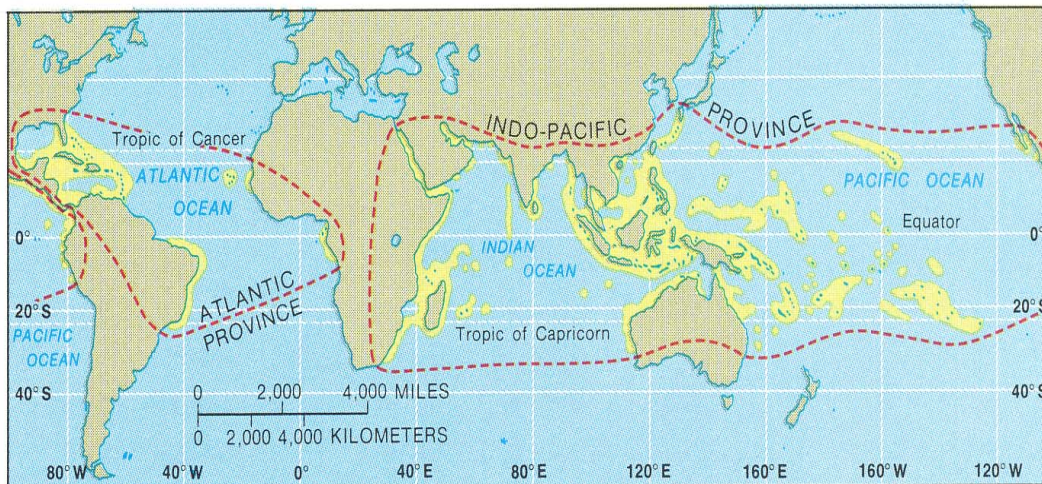 INDO-PACIFIC PROVINCE
Tropic of Cancer
ATLANTIC
OCEAN
PACIFIC OCEAN
Equator
0°
0°
INDIAN
OCEAN
ATLANTIC
PROVINCE
20°S
20°S
Tropic of Capricorn
PACIFIC
OCEAN
0 2,000 4,000 MILES
40°S
40°S
0 2,000 4,000 KILOMETERS
80°W 40°W 0° 40°E 80°E 120°E 160°E 160°W 120°W